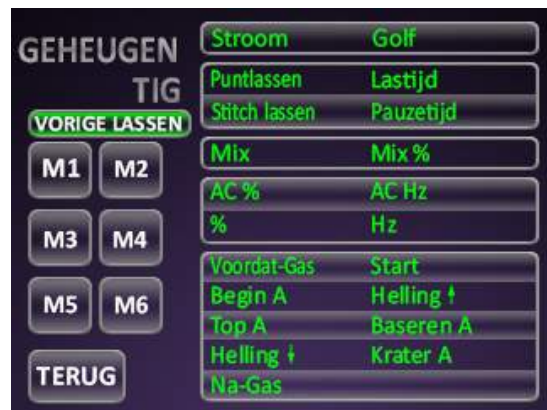 GEHEUGEN
TIG
VORIGE LASSEN
M1 M2
M3 M4
M5 M6
TERUG
Stroom Golf
Puntlassen Lastijd
Stitch lassen Pauzetijd
Mix Mix %
AC % AC Hz
% Hz
Voordat-Gas Start
Begin A Helling
Top A Baseren A
Helling Krater A
Na-Gas